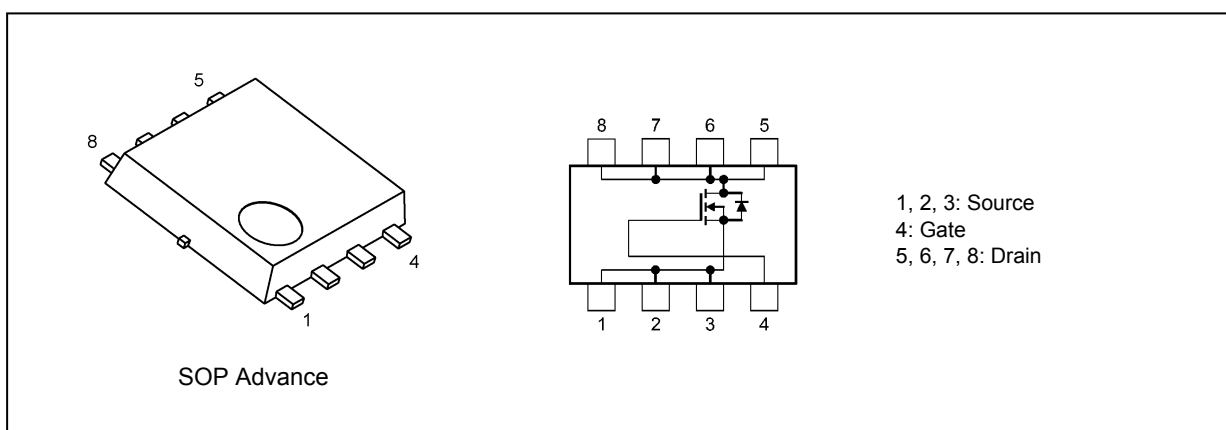 5
8
4
1
SOP Advance
8 7 6 5
1 2 3 4
1, 2, 3: Source
4: Gate
5, 6, 7, 8: Drain